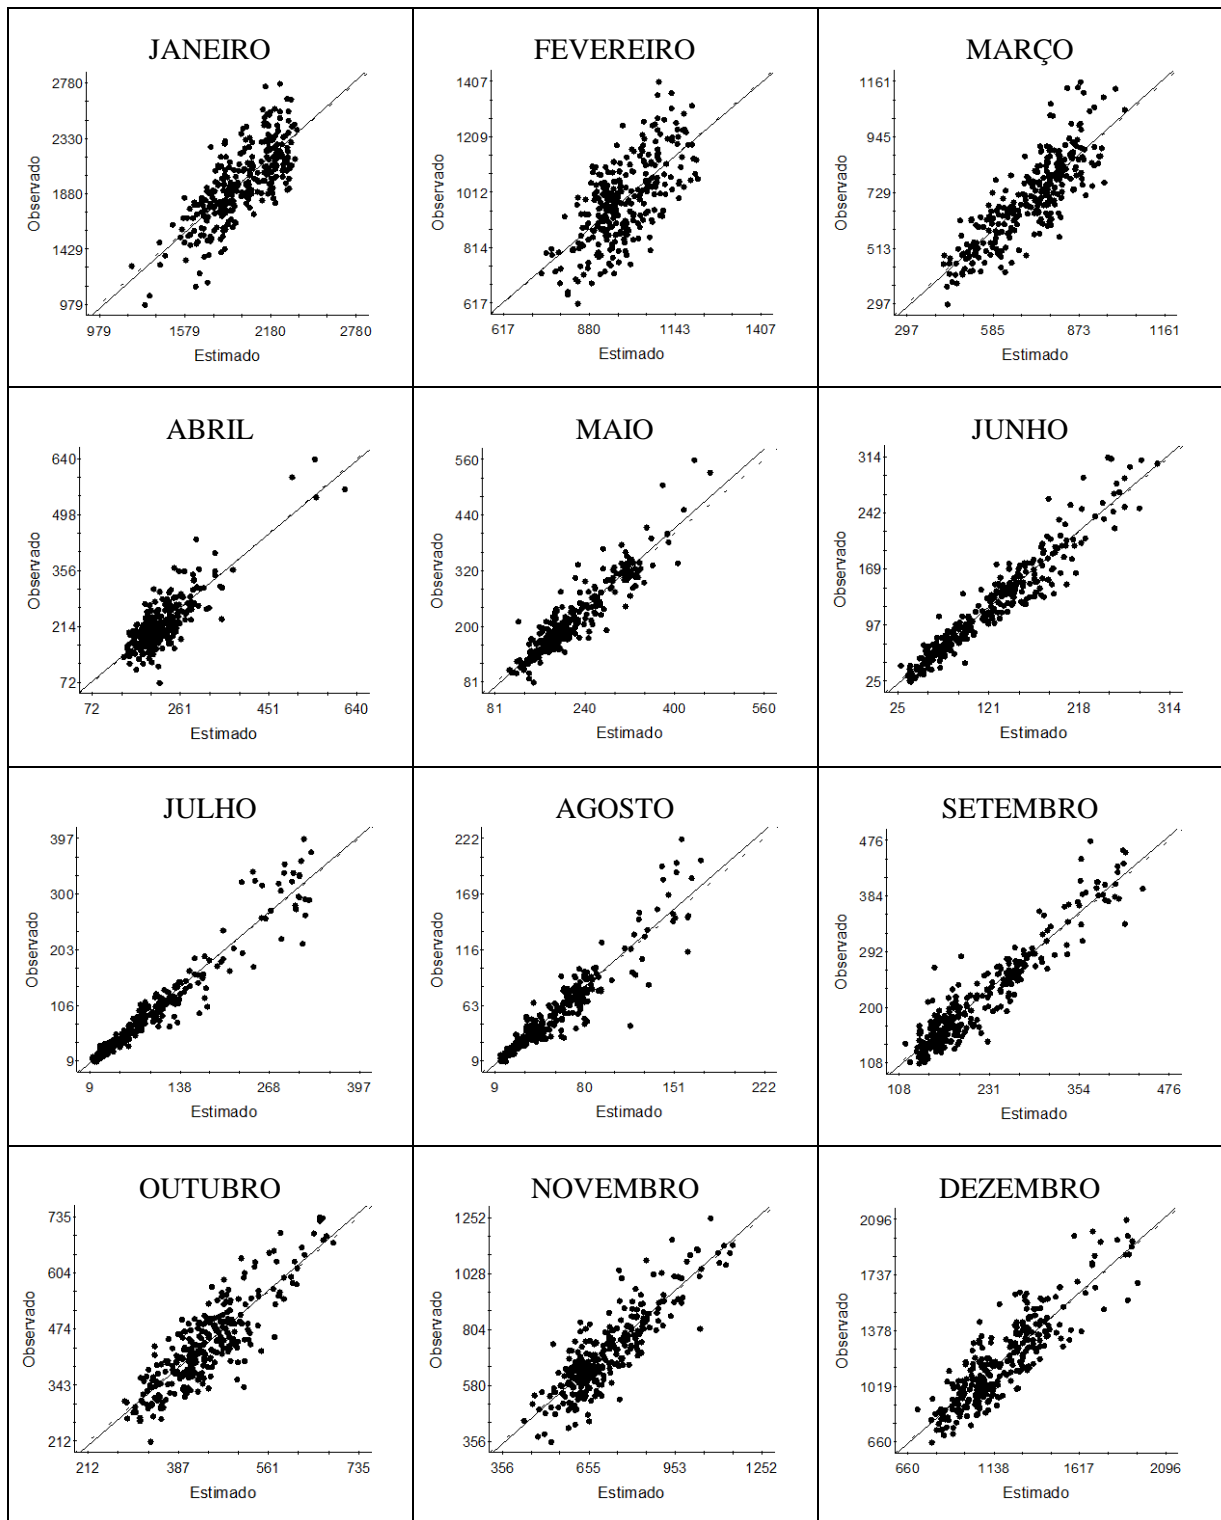 JANEIRO
2780
2330
1880
1429
979
Observado
979 1579 2180 2780
Estimado
FEVEREIRO
1407
1209
1012
814
617
Observado
617 880 1143 1407
Estimado
MARÇO
1161
945
729
513
297
Observado
297 585 873 1161
Estimado
ABRIL
640
498
356
214
72
Observado
72 261 451 640
Estimado
MAIO
560
440
320
200
81
Observado
81 240 400 560
Estimado
JUNHO
314
242
169
97
25
Observado
25 121 218 314
Estimado
JULHO
397
300
203
106
9
Observado
9 138 268 397
Estimado
AGOSTO
222
169
116
63
9
Observado
9 80 151 222
Estimado
SETEMBRO
476
384
292
200
108
Observado
108 231 354 476
Estimado
OUTUBRO
735
604
474
343
212
Observado
212 387 561 735
Estimado
NOVEMBRO
1252
1028
804
580
356
Observado
356 655 953 1252
Estimado
DEZEMBRO
2096
1737
1378
1019
660
Observado
660 1138 1617 2096
Estimado